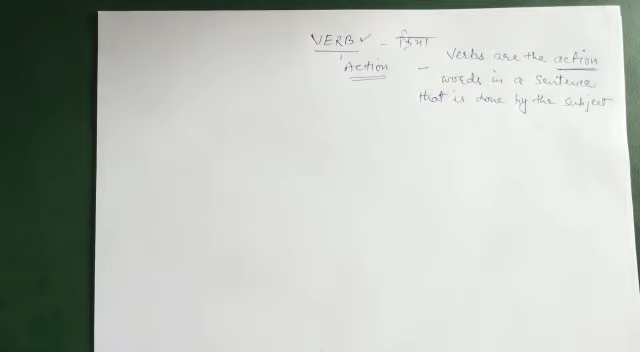 VERB ✓ - क्रिया
Action
- Verbs are the action
words in a sentence
that is done by the subject